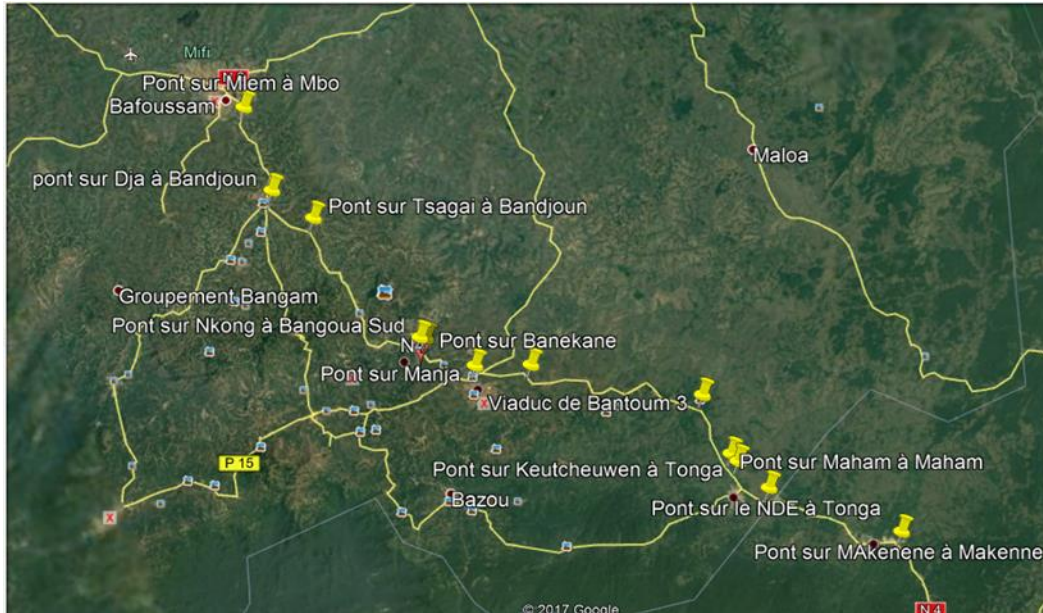 Mifi
Pont sur Mlem à Mbo
Bafoussam
Maloa
pont sur Dja à Bandjoun
Pont sur Tsagai à Bandjoun
Groupement Bangam
Pont sur Nkong à Bangoua Sud
Pont sur Banekane
Pont sur Manja
Viaduc de Bantoum 3
P 15
Pont sur Keutcheuwen à Tonga
Pont sur Maham à Maham
Bazou
Pont sur le NDE à Tonga
Pont sur MAkenene à Makenne
© 2017 Google
N 4